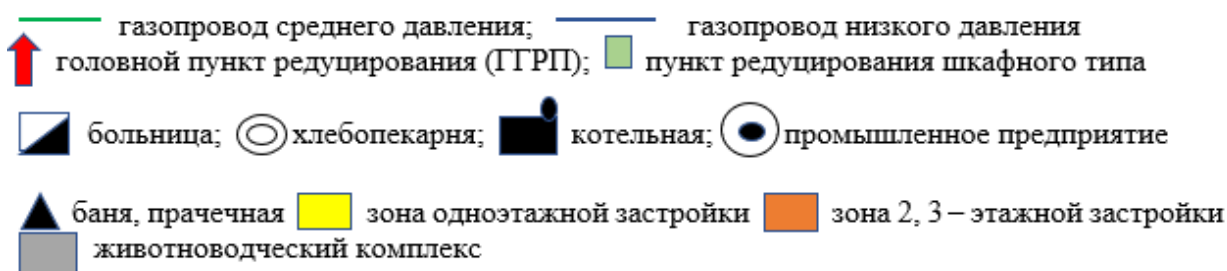 газопровод среднего давления; газопровод низкого давления
головной пункт редуцирования (ГГРП); пункт редуцирования шкафного типа
больница; хлебопекарня; котельная; промышленное предприятие
баня, прачечная зона одноэтажной застройки зона 2, 3 – этажной застройки
животноводческий комплекс